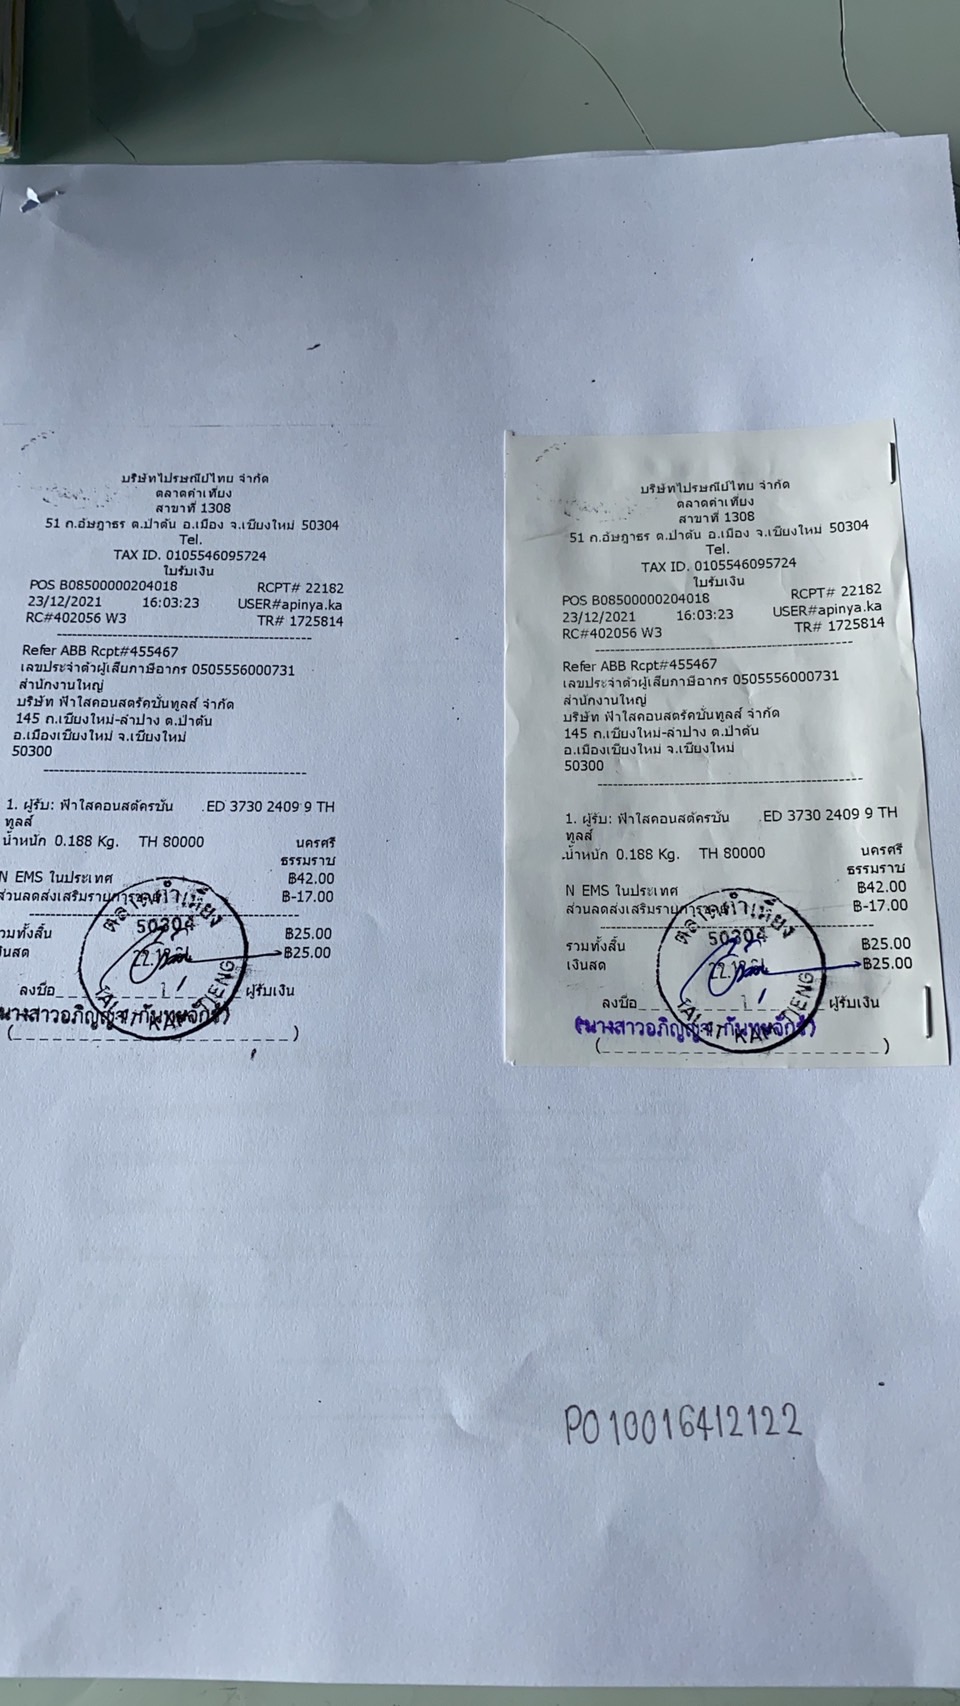 บริษัทไปรษณีย์ไทย จำกัด
ตลาดคำเที่ยง
สาขาที่ 1308
51 ถ.อัษฎาธร ต.ป่าตัน อ.เมือง จ.เชียงใหม่ 50304
Tel.
TAX ID. 0105546095724
ใบรับเงิน
POS B08500000204018 RCPT# 22182
23/12/2021 16:03:23 USER#apinya.ka
RC#402056 W3 TR# 1725814
Refer ABB Rcpt#455467
เลขประจำตัวผู้เสียภาษีอากร 0505556000731
สำนักงานใหญ่
บริษัท ฟ้าใสคอนสตรัคชั่นทูลส์ จำกัด
145 ถ.เชียงใหม่-ลำปาง ต.ป่าตัน
อ.เมืองเชียงใหม่ จ.เชียงใหม่
50300
1. ผู้รับ: ฟ้าใสคอนสตัครชัน ED 3730 2409 9 TH
ทูลส์
น้ำหนัก 0.188 Kg. TH 80000 นครศรี
ธรรมราช
N EMS ในประเทศ ฿42.00
ส่วนลดส่งเสริมรายการ ฿-17.00
ตลาดคำเที่ยง
50304
รวมทั้งสิ้น ฿25.00
เงินสด ฿25.00
ลงชื่อ ผู้รับเงิน
TALAT KAM TIENG
บริษัทไปรษณีย์ไทย จำกัด
ตลาดคำเที่ยง
สาขาที่ 1308
51 ถ.อัษฎาธร ต.ป่าตัน อ.เมือง จ.เชียงใหม่ 50304
Tel.
TAX ID. 0105546095724
ใบรับเงิน
POS B08500000204018 RCPT# 22182
23/12/2021 16:03:23 USER#apinya.ka
RC#402056 W3 TR# 1725814
Refer ABB Rcpt#455467
เลขประจำตัวผู้เสียภาษีอากร 0505556000731
สำนักงานใหญ่
บริษัท ฟ้าใสคอนสตรัคชั่นทูลส์ จำกัด
145 ถ.เชียงใหม่-ลำปาง ต.ป่าตัน
อ.เมืองเชียงใหม่ จ.เชียงใหม่
50300
1. ผู้รับ: ฟ้าใสคอนสตัครชัน ED 3730 2409 9 TH
ทูลส์
น้ำหนัก 0.188 Kg. TH 80000 นครศรี
ธรรมราช
N EMS ในประเทศ ฿42.00
ส่วนลดส่งเสริมรายการ ฿-17.00
ตลาดคำเที่ยง
50304
รวมทั้งสิ้น ฿25.00
เงินสด ฿25.00
ลงชื่อ ผู้รับเงิน
TALAT KAM TIENG
PO10016412122